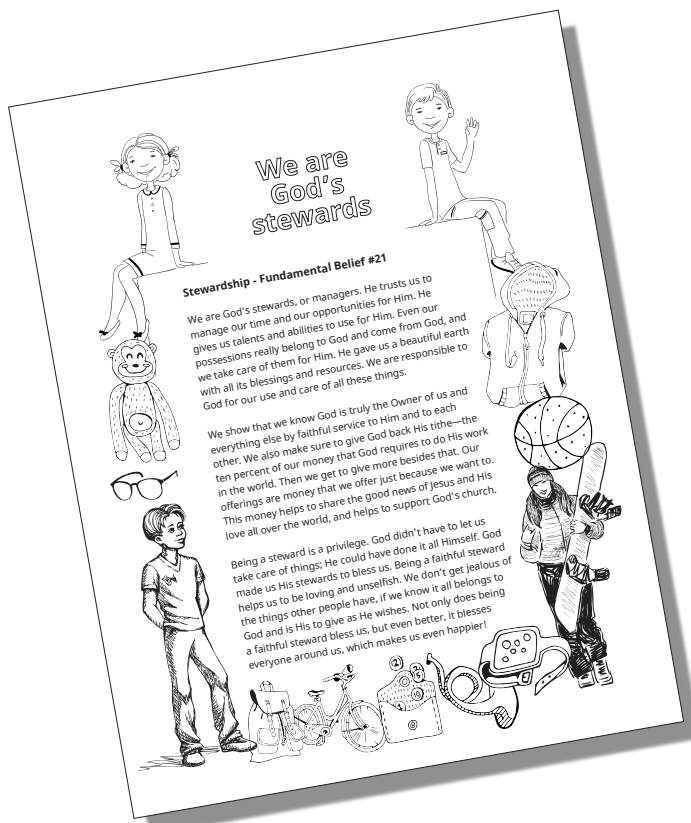 We are
God's
stewards
Stewardship - Fundamental Belief #21
We are God's stewards, or managers. He trusts us to
manage our time and our opportunities for Him. He
gives us talents and abilities to use for Him. Even our
possessions really belong to God and come from God, and
we take care of them for Him. He gave us a beautiful earth
with all its blessings and resources. We are responsible to
God for our use and care of all these things.
We show that we know God is truly the Owner of us and
everything else by faithful service to Him and to each
other. We also make sure to give God back His tithe—the
ten percent of our money that God requires to do His work
in the world. Then we get to give more besides that. Our
offerings are money that we offer just because we want to.
This money helps to share the good news of Jesus and His
love all over the world, and helps to support God's church.
Being a steward is a privilege. God didn't have to let us
take care of things; He could have done it all Himself. God
made us His stewards to bless us. Being a faithful steward
helps us to be loving and unselfish. We don't get jealous of
the things other people have, if we know it all belongs to
God and is His to give as He wishes. Not only does being
a faithful steward bless us, but even better, it blesses
everyone around us, which makes us even happier!